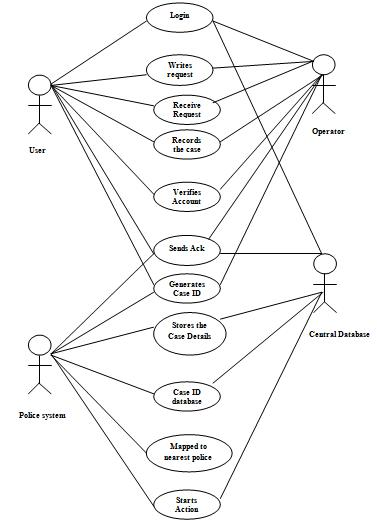 Login
Writes
request
Receive
Request
User
Operator
Records
the case
Verifies
Account
Sends Ack
Generates
Case ID
Stores the
Case Details
Central Database
Case ID
database
Police system
Mapped to
nearest police
Starts
Action